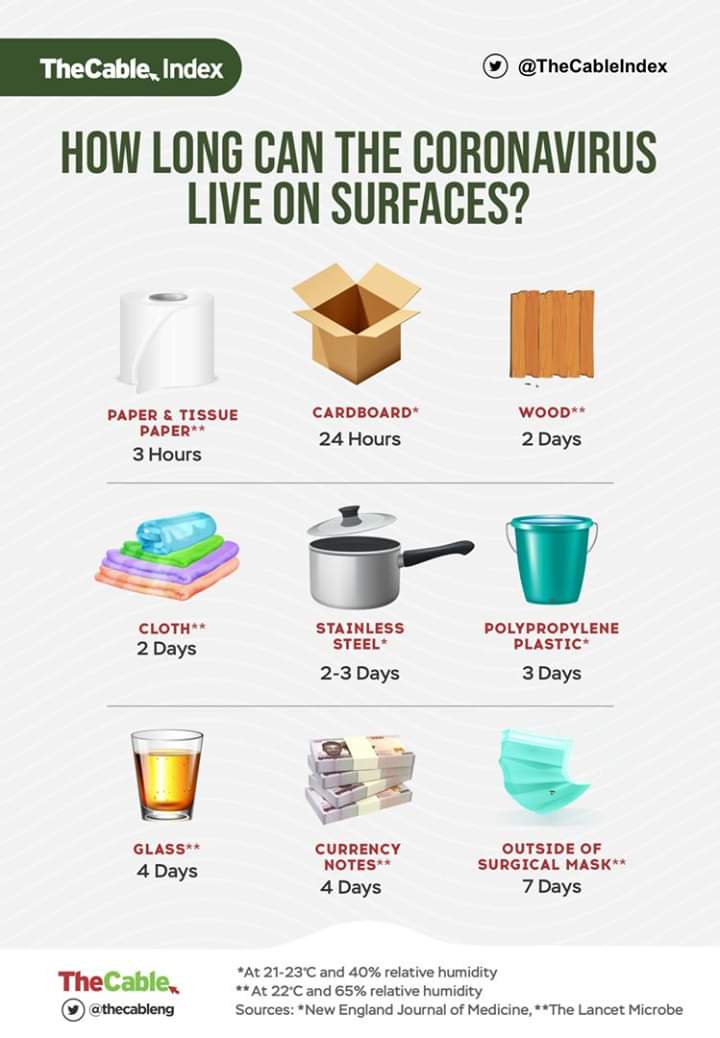 TheCable Index
@TheCableIndex
HOW LONG CAN THE CORONAVIRUS
LIVE ON SURFACES?
PAPER & TISSUE
PAPER**
3 Hours
CARDBOARD*
24 Hours
WOOD**
2 Days
CLOTH**
2 Days
STAINLESS
STEEL*
2-3 Days
POLYPROPYLENE
PLASTIC*
3 Days
GLASS**
4 Days
CURRENCY
NOTES**
4 Days
OUTSIDE OF
SURGICAL MASK**
7 Days
TheCable
@thecableng
*At 21-23°C and 40% relative humidity
**At 22°C and 65% relative humidity
Sources: *New England Journal of Medicine, **The Lancet Microbe